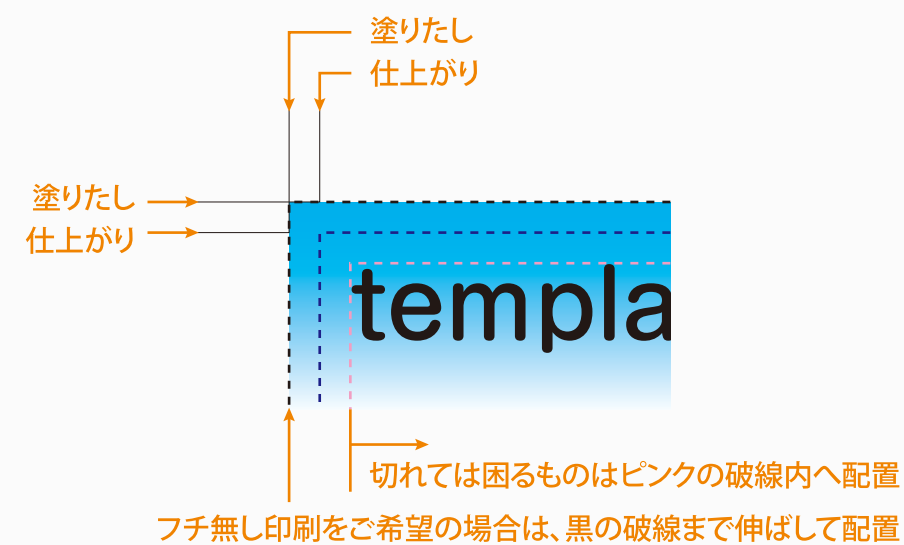 塗りたし
仕上がり
塗りたし
仕上がり
templa
切れては困るものはピンクの破線内へ配置
フチ無し印刷をご希望の場合は、黒の破線まで伸ばして配置